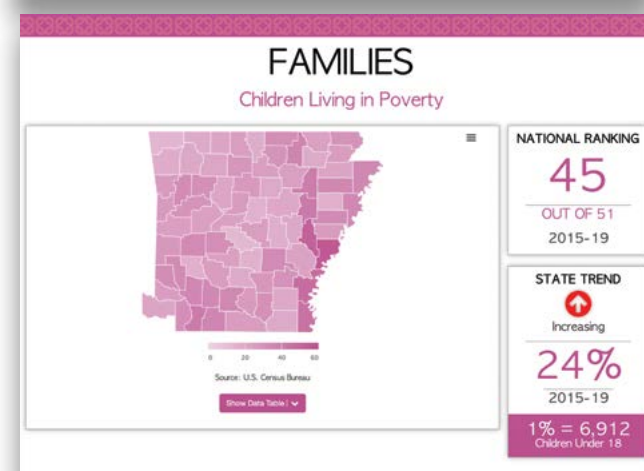 FAMILIES
Children Living in Poverty
0 20 40 60
Source: U.S. Census Bureau
Show Data Table |
NATIONAL RANKING
45
OUT OF 51
2015-19
STATE TREND
Increasing
24%
2015-19
1% = 6,912
Children Under 18